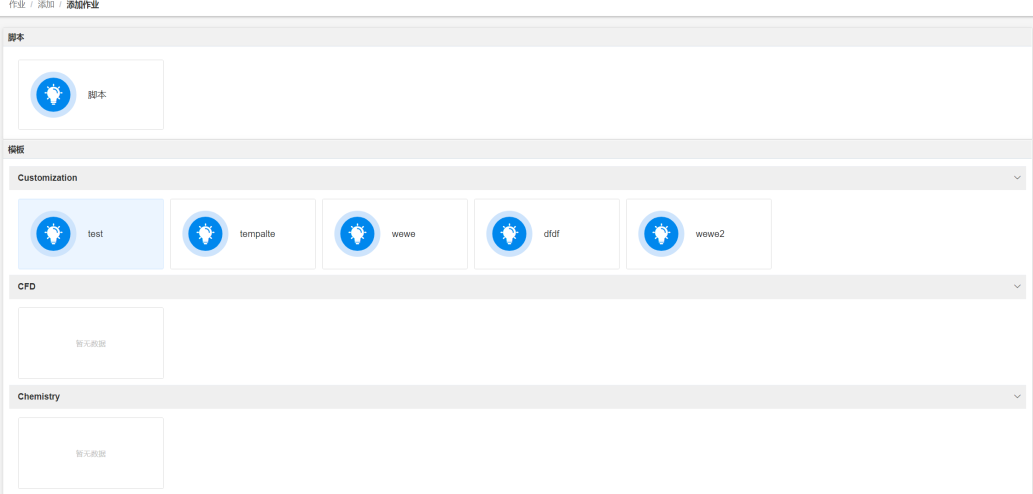 作业 / 添加 / 添加作业
脚本
脚本
模板
Customization
test tempalte wewe dfdf wewe2
CFD
暂无数据
Chemistry
暂无数据